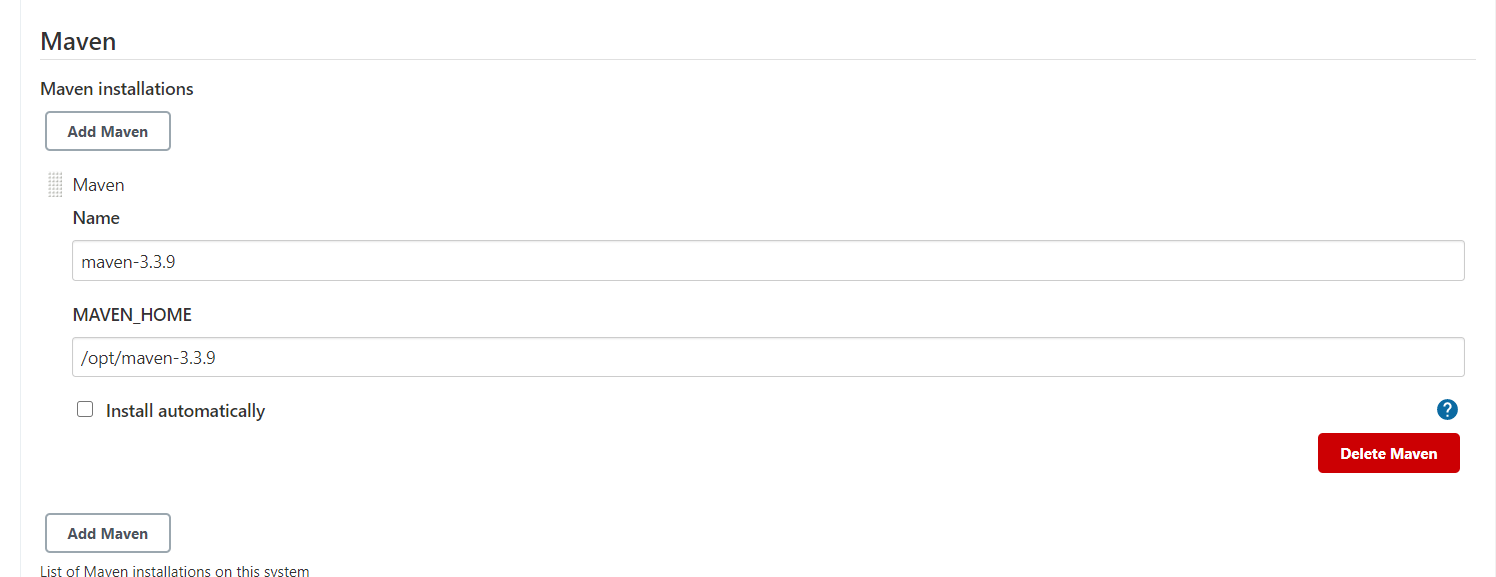 Maven
Maven installations
Add Maven
Maven
Name
maven-3.3.9
MAVEN_HOME
/opt/maven-3.3.9
Install automatically
?
Delete Maven
Add Maven
List of Maven installations on this system